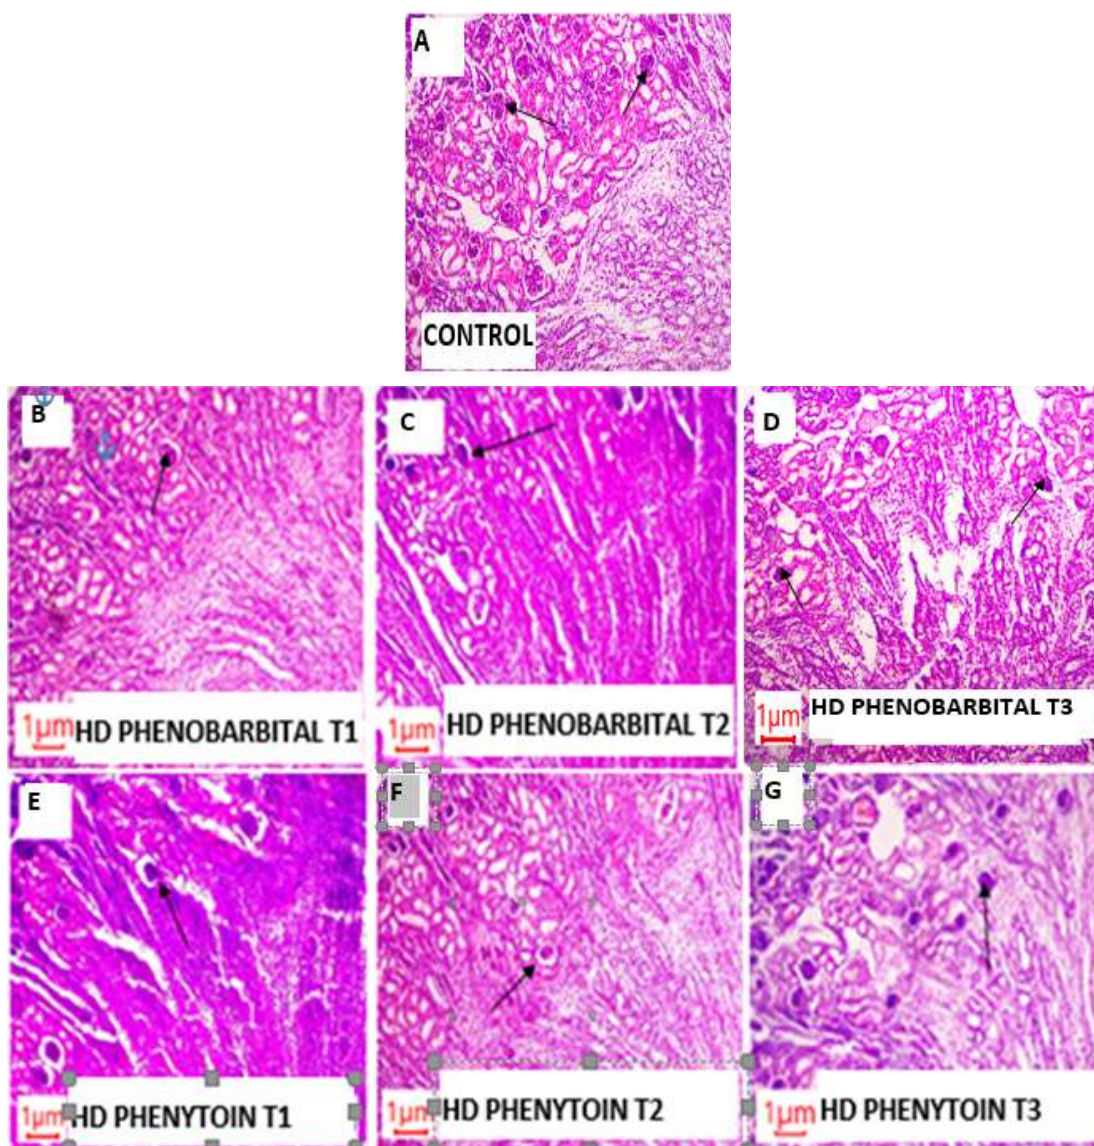 A
CONTROL
B
1µm
HD PHENOBARBITAL T1
C
1µm
HD PHENOBARBITAL T2
D
1µm
HD PHENOBARBITAL T3
E
1µm
HD PHENYTOIN T1
F
1µm
HD PHENYTOIN T2
G
1µm
HD PHENYTOIN T3